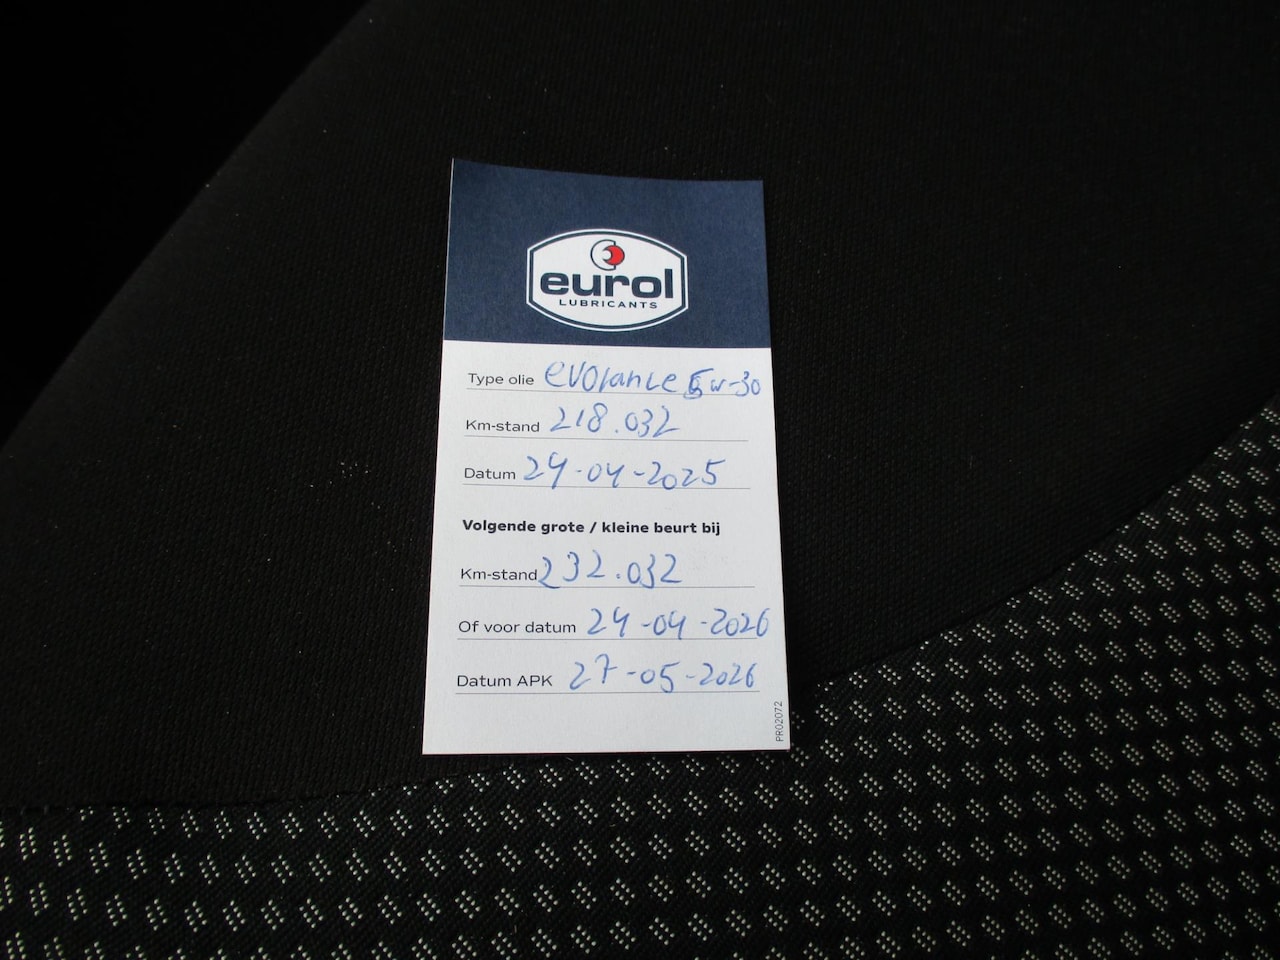 eurol
LUBRICANTS
Type olie evolance 5w-30
Km-stand 218.032
Datum 24-04-2025
Volgende grote / kleine beurt bij
Km-stand 232.032
Of voor datum 24-04-2026
Datum APK 27-05-2026
PR02072